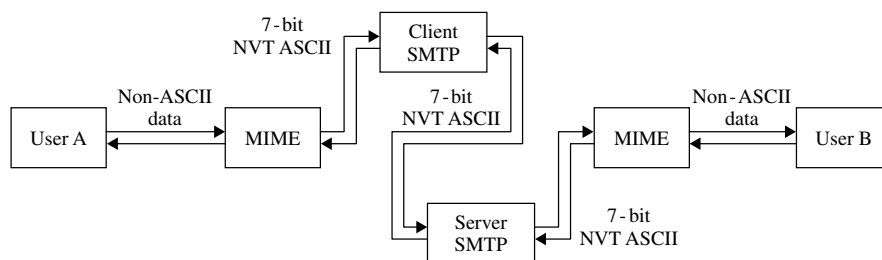 7-bit
NVT ASCII
Client
SMTP
Non-ASCII
data
User A
MIME
7-bit
NVT ASCII
Non-ASCII
data
MIME
User B
Server
SMTP
7-bit
NVT ASCII